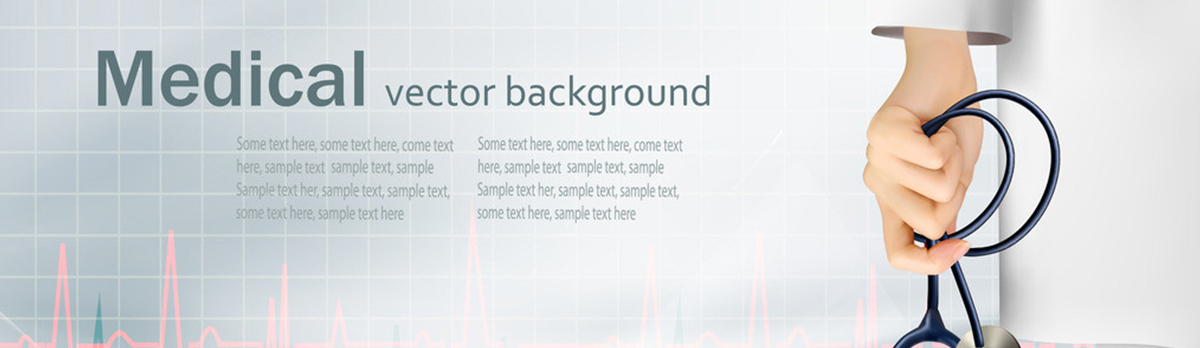 Medical vector background
Some text here, some text here, come text
here, sample text sample text, sample
Sample text her, sample text, sample text,
some text here, sample text here
Some text here, some text here, come text
here, sample text sample text, sample
Sample text her, sample text, sample text,
some text here, sample text here